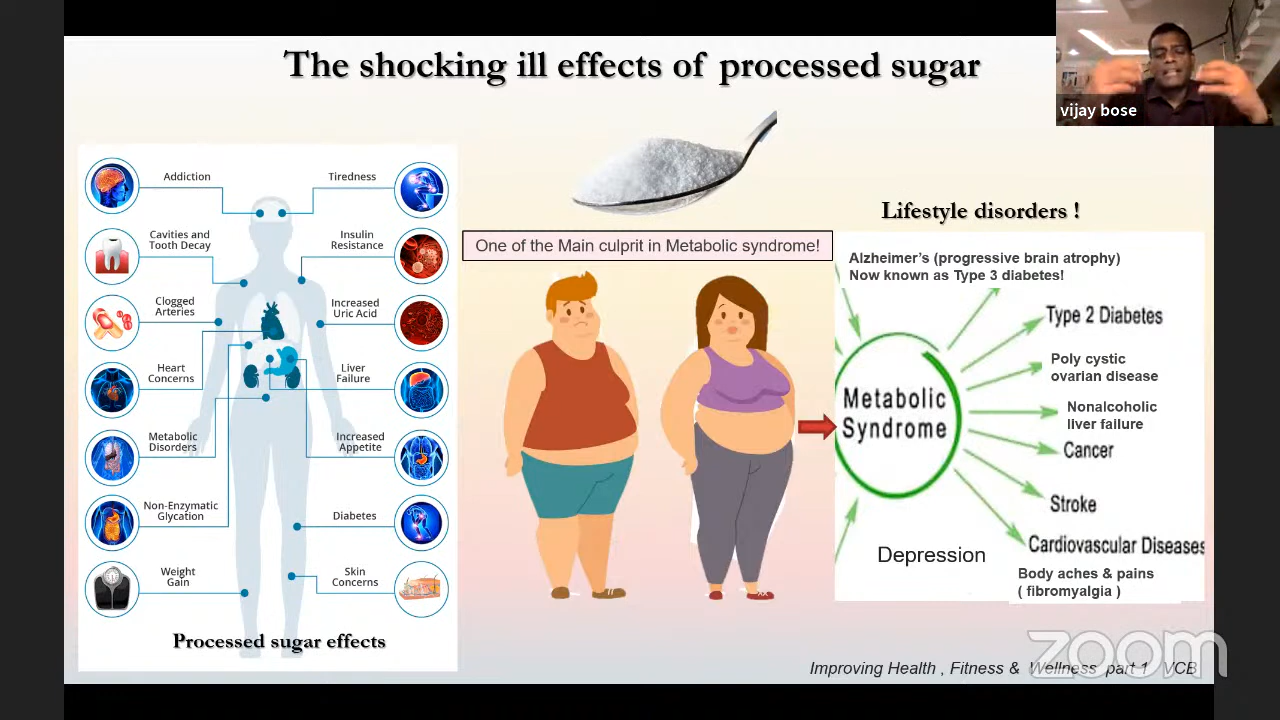 The shocking ill effects of processed sugar
vijay bose
Addiction
Cavities and
Tooth Decay
Clogged
Arteries
Heart
Concerns
Metabolic
Disorders
Non-Enzymatic
Glycation
Weight
Gain
Tiredness
Insulin
Resistance
Increased
Uric Acid
Liver
Failure
Increased
Appetite
Diabetes
Skin
Concerns
Processed sugar effects
One of the Main culprit in Metabolic syndrome!
Lifestyle disorders !
Alzheimer's (progressive brain atrophy)
Now known as Type 3 diabetes!
Metabolic
Syndrome
Type 2 Diabetes
Poly cystic
ovarian disease
Nonalcoholic
liver failure
Cancer
Stroke
Cardiovascular Diseases
Depression
Body aches & pains
( fibromyalgia )
Improving Health , Fitness & Wellness part 1 VCB
zoom